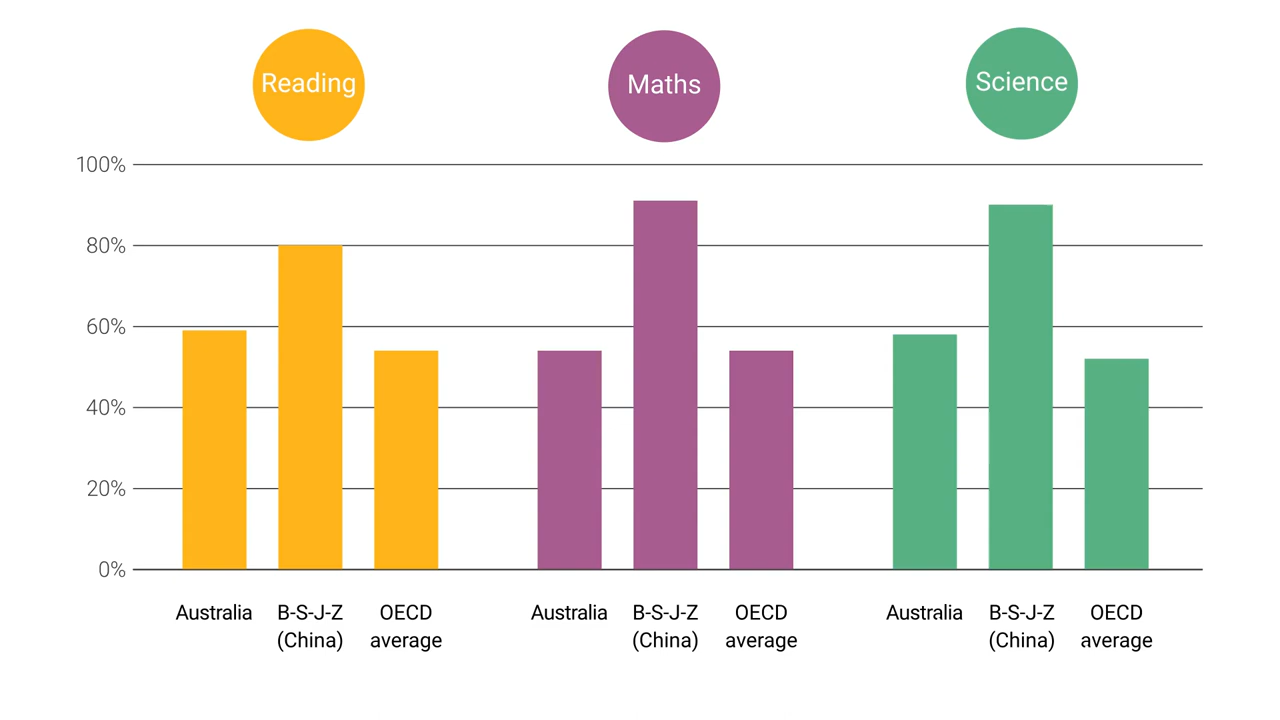 Reading
Maths
Science
100%
80%
60%
40%
20%
0%
Australia
B-S-J-Z
(China)
OECD
average
Australia
B-S-J-Z
(China)
OECD
average
Australia
B-S-J-Z
(China)
OECD
average